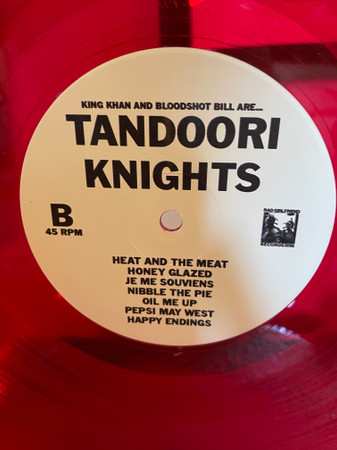 KING KHAN AND BLOODSHOT BILL ARE...
TANDOORI
KNIGHTS
B
45 RPM
HEAT AND THE MEAT
HONEY GLAZED
JE ME SOUVIENS
NIBBLE THE PIE
OIL ME UP
PEPSI MAY WEST
HAPPY ENDINGS